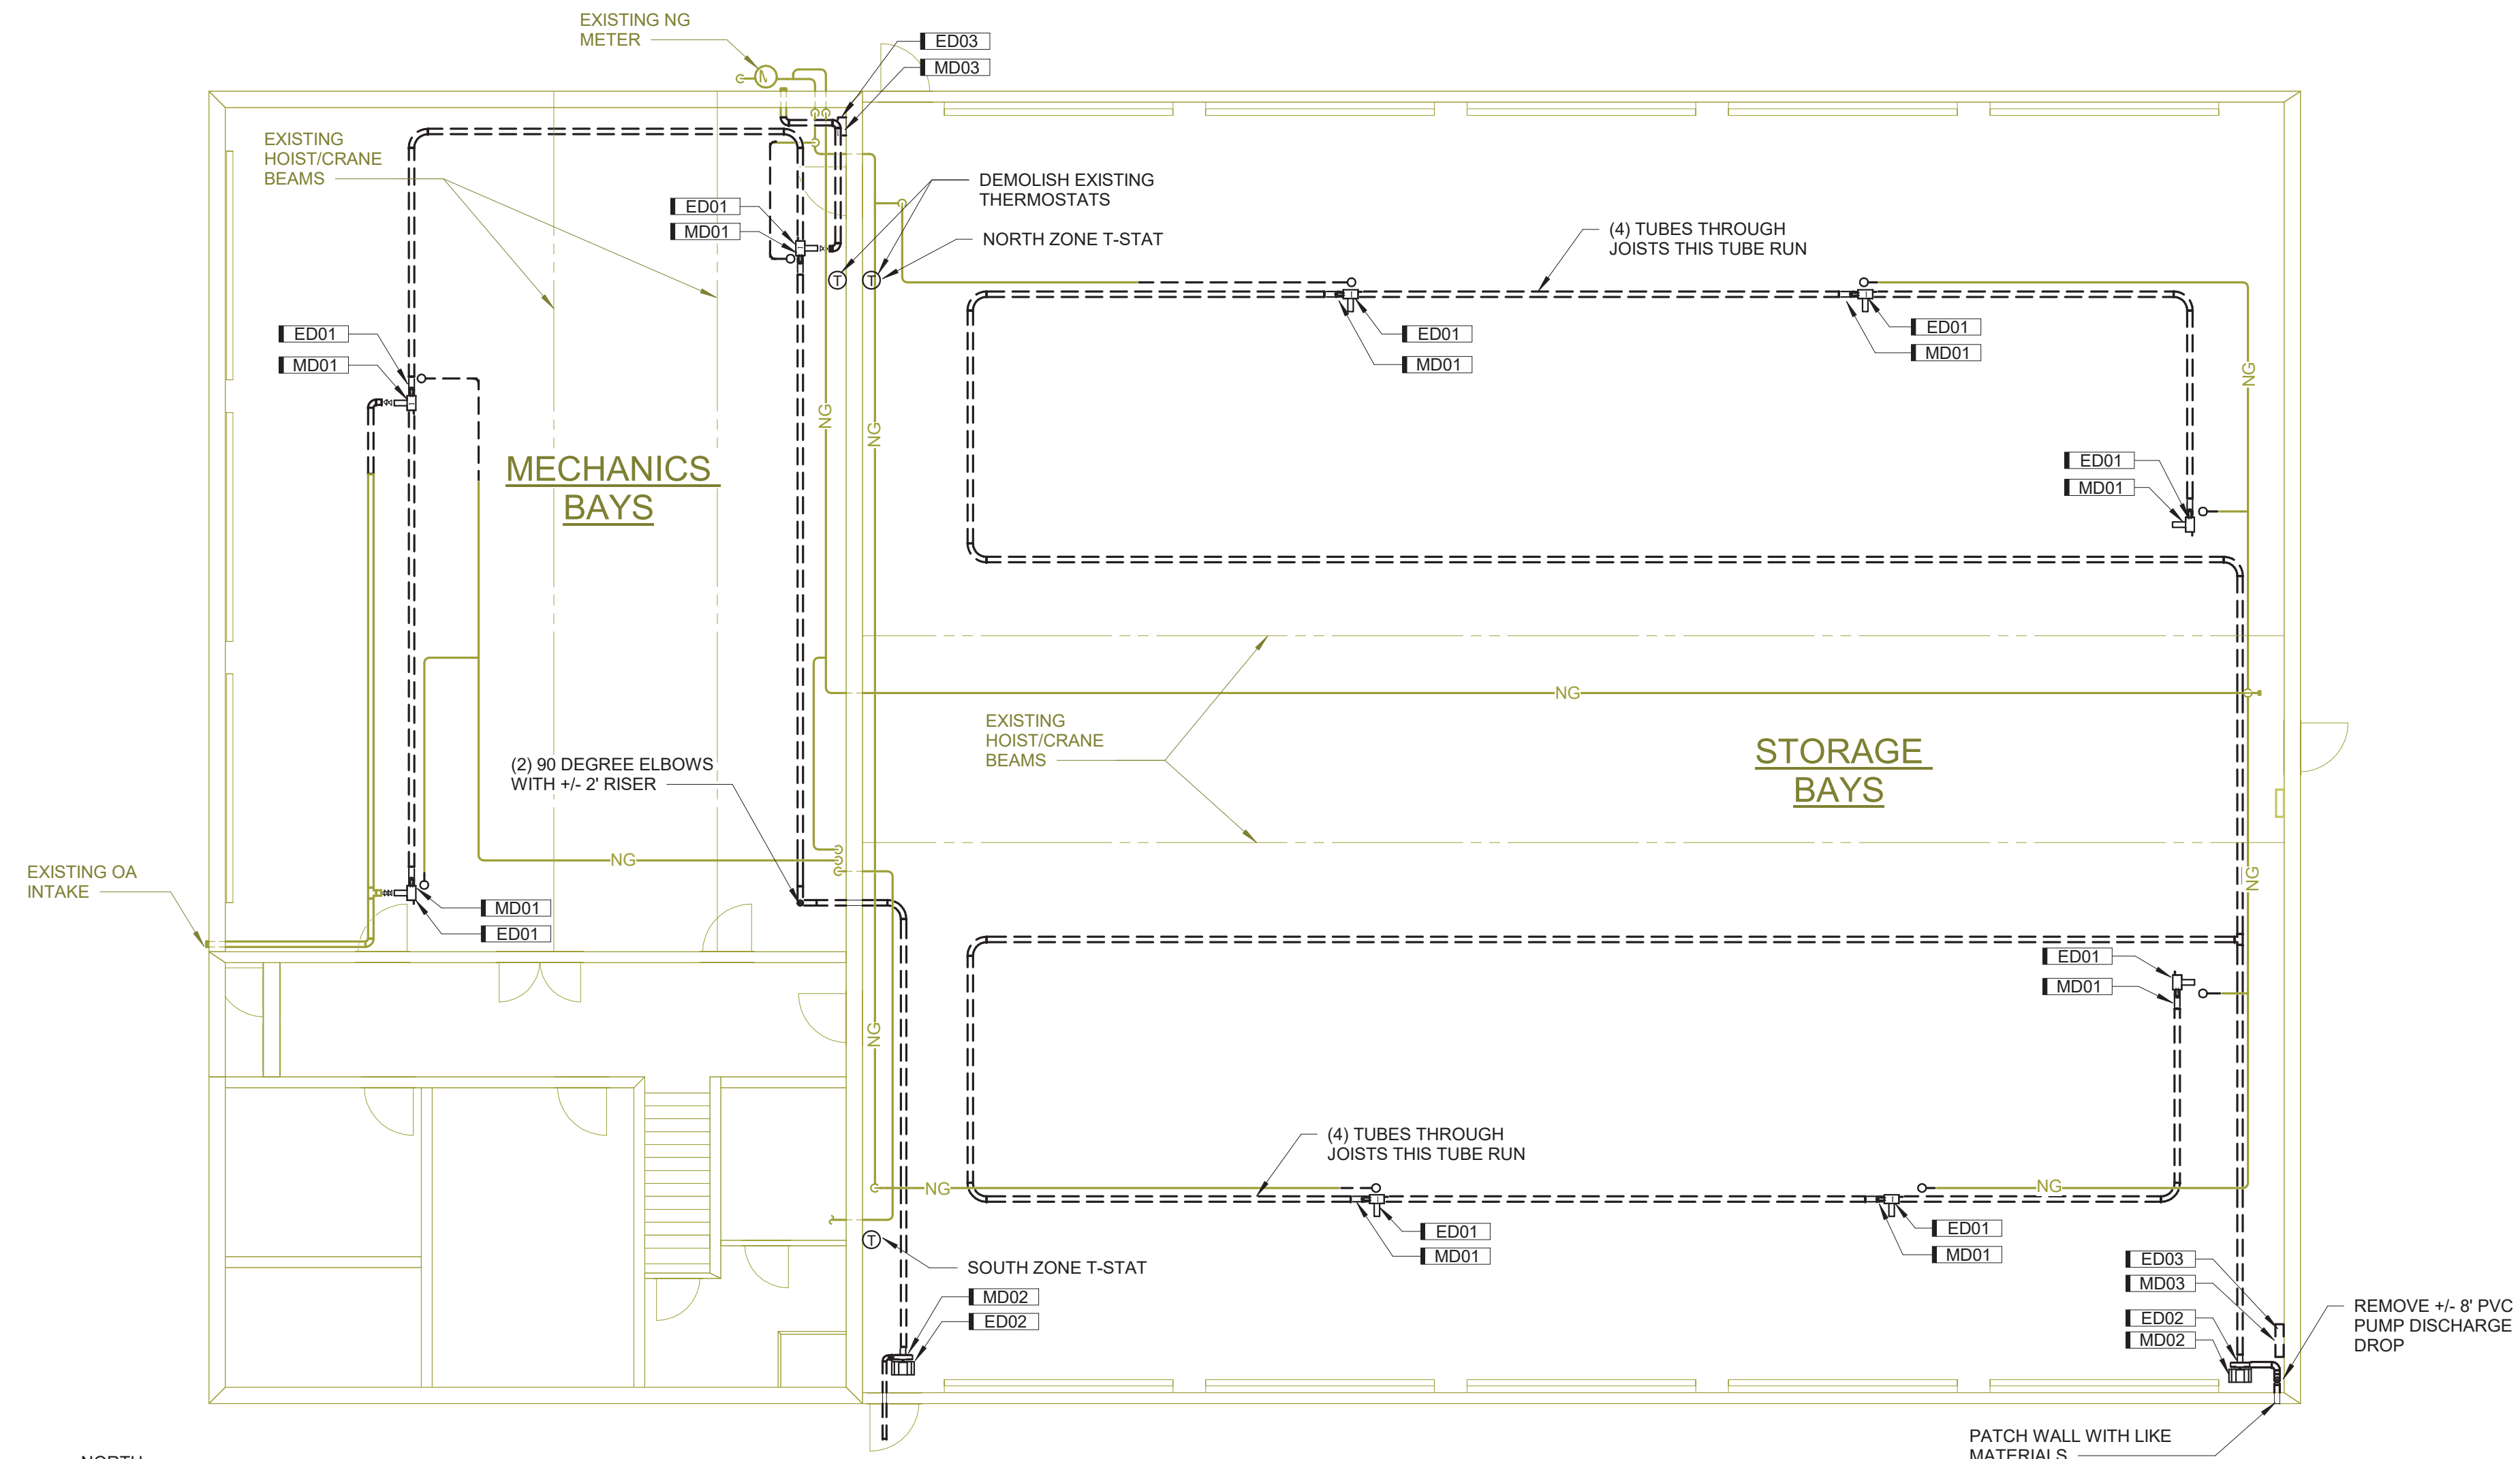 EXISTING NG
METER
ED03
MD03
M
EXISTING
HOIST/CRANE
BEAMS
DEMOLISH EXISTING
THERMOSTATS
ED01
MD01
NORTH ZONE T-STAT
(4) TUBES THROUGH
JOISTS THIS TUBE RUN
T
T
ED01
MD01
ED01
MD01
ED01
MD01
NG
NG
NG
MECHANICS
BAYS
ED01
MD01
NG
EXISTING
HOIST/CRANE
BEAMS
STORAGE
BAYS
(2) 90 DEGREE ELBOWS
WITH +/- 2' RISER
NG
NG
EXISTING OA
INTAKE
MD01
ED01
ED01
MD01
NG
(4) TUBES THROUGH
JOISTS THIS TUBE RUN
NG
NG
T
ED01
MD01
ED01
MD01
SOUTH ZONE T-STAT
MD02
ED02
ED03
MD03
ED02
MD02
REMOVE +/- 8' PVC
PUMP DISCHARGE
DROP
PATCH WALL WITH LIKE
MATERIALS
NORTH